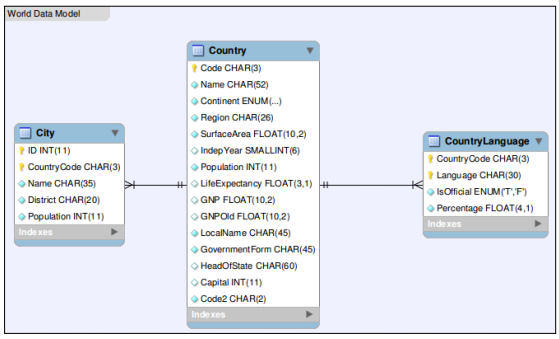 World Data Model
Country
Code CHAR(3)
Name CHAR(52)
Continent ENUM(...)
Region CHAR(26)
SurfaceArea FLOAT(10,2)
IndepYear SMALLINT(6)
Population INT(11)
LifeExpectancy FLOAT(3,1)
GNP FLOAT(10,2)
GNPOld FLOAT(10,2)
LocalName CHAR(45)
GovernmentForm CHAR(45)
HeadOfState CHAR(60)
Capital INT(11)
Code2 CHAR(2)
Indexes
City
ID INT(11)
CountryCode CHAR(3)
Name CHAR(35)
District CHAR(20)
Population INT(11)
Indexes
CountryLanguage
CountryCode CHAR(3)
Language CHAR(30)
IsOfficial ENUM('T','F')
Percentage FLOAT(4,1)
Indexes